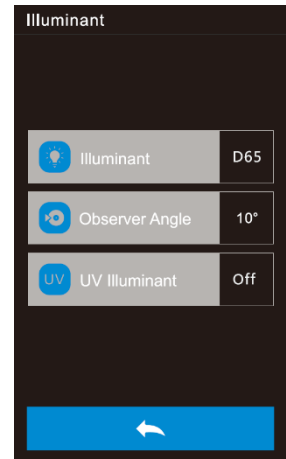 Illuminant
Illuminant D65
Observer Angle 10°
UV UV Illuminant Off